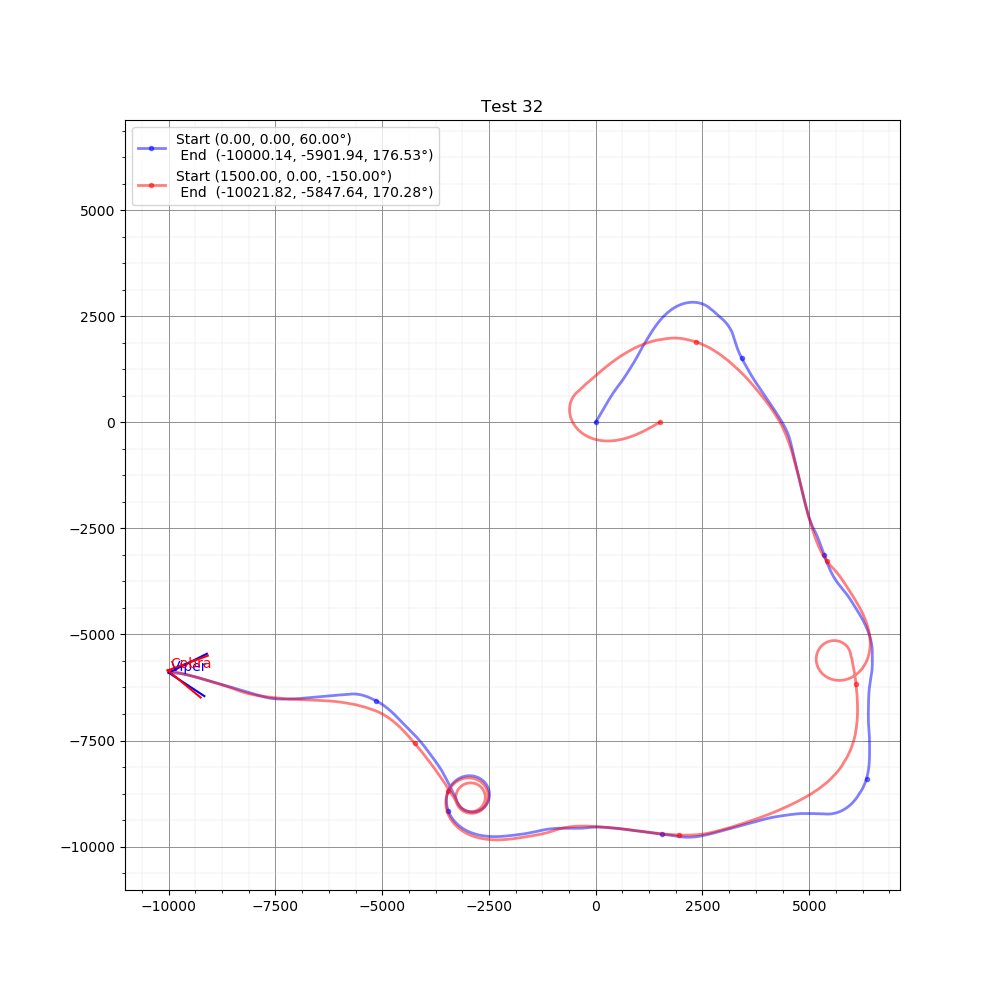 Test 32
Start (0.00, 0.00, 60.00°)
End (-10000.14, -5901.94, 176.53°)
Start (1500.00, 0.00, -150.00°)
End (-10021.82, -5847.64, 170.28°)
5000
2500
0
−2500
−5000
−7500
−10000
Cobra
Viper
−10000 −7500 −5000 −2500 0 2500 5000